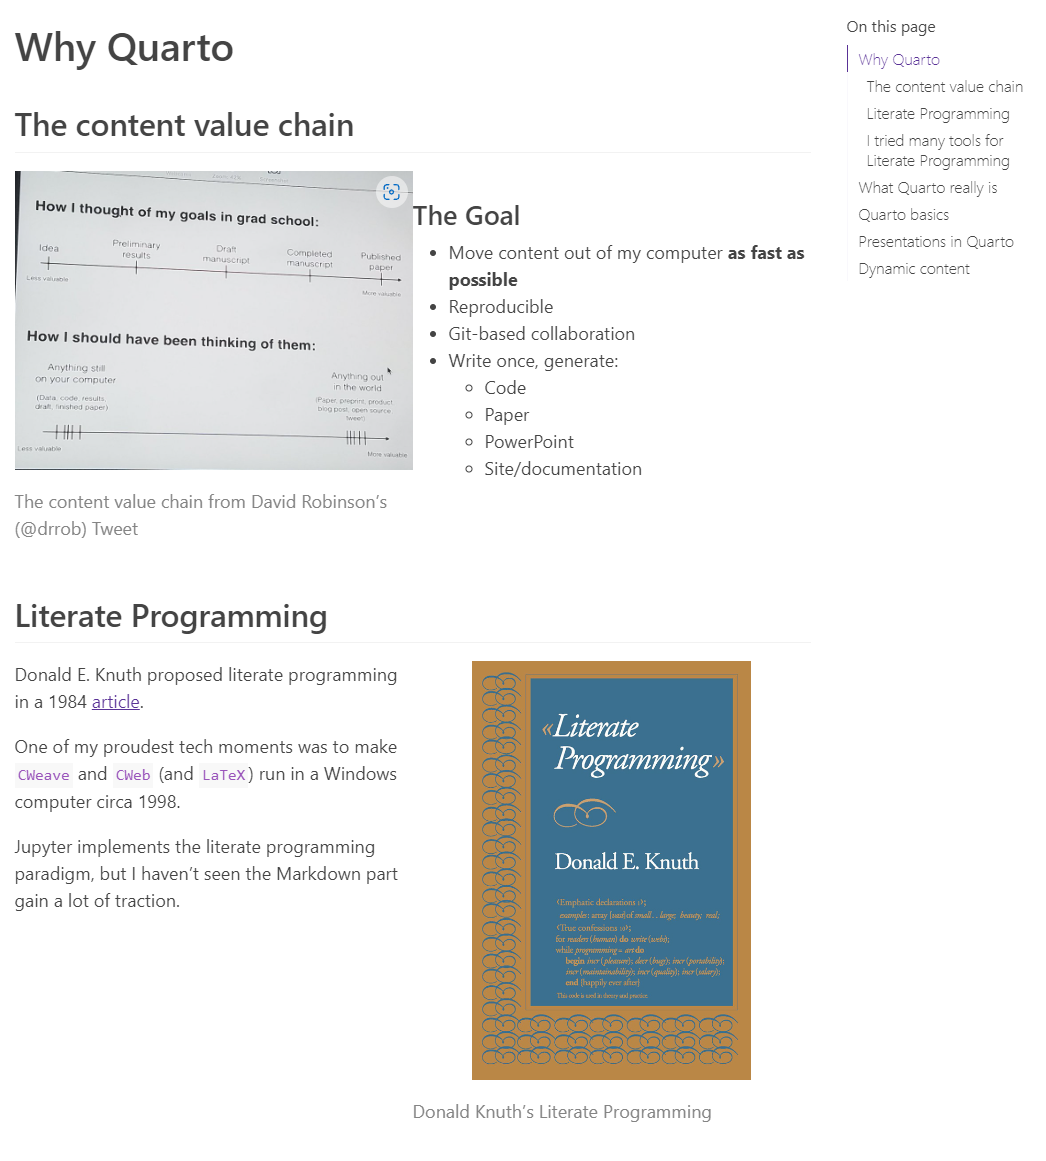 Why Quarto
The content value chain
How I thought of my goals in grad school:
Idea
Preliminary
results
Draft
manuscript
Completed
manuscript
Published
paper
Less valuable
More valuable
How I should have been thinking of them:
Anything still
on your computer
(Data, code, results,
draft, finished paper)
Anything out
in the world
(Paper, preprint, product,
blog post, open source,
tweet)
Less valuable
More valuable
The content value chain from David Robinson’s
(@drrob) Tweet
The Goal
• Move content out of my computer as fast as
possible
• Reproducible
• Git-based collaboration
• Write once, generate:
◦ Code
◦ Paper
◦ PowerPoint
◦ Site/documentation
Literate Programming
Donald E. Knuth proposed literate programming
in a 1984 article.
One of my proudest tech moments was to make
CWeave and CWeb (and LaTeX) run in a Windows
computer circa 1998.
Jupyter implements the literate programming
paradigm, but I haven’t seen the Markdown part
gain a lot of traction.
«Literate
Programming»
Donald E. Knuth
⟨Emphatic declarations 1⟩;
examples: array [used] of small . . large; beauty; real;
⟨True confessions 10⟩;
for readers (human) do write (webs);
while programming = art do
begin incr (pleasure); decr (bugs); incr (portability);
incr (maintainability); incr (quality); incr (salary);
end {happily ever after}
This code is used in theory and practice.
Donald Knuth’s Literate Programming
On this page
Why Quarto
The content value chain
Literate Programming
I tried many tools for
Literate Programming
What Quarto really is
Quarto basics
Presentations in Quarto
Dynamic content